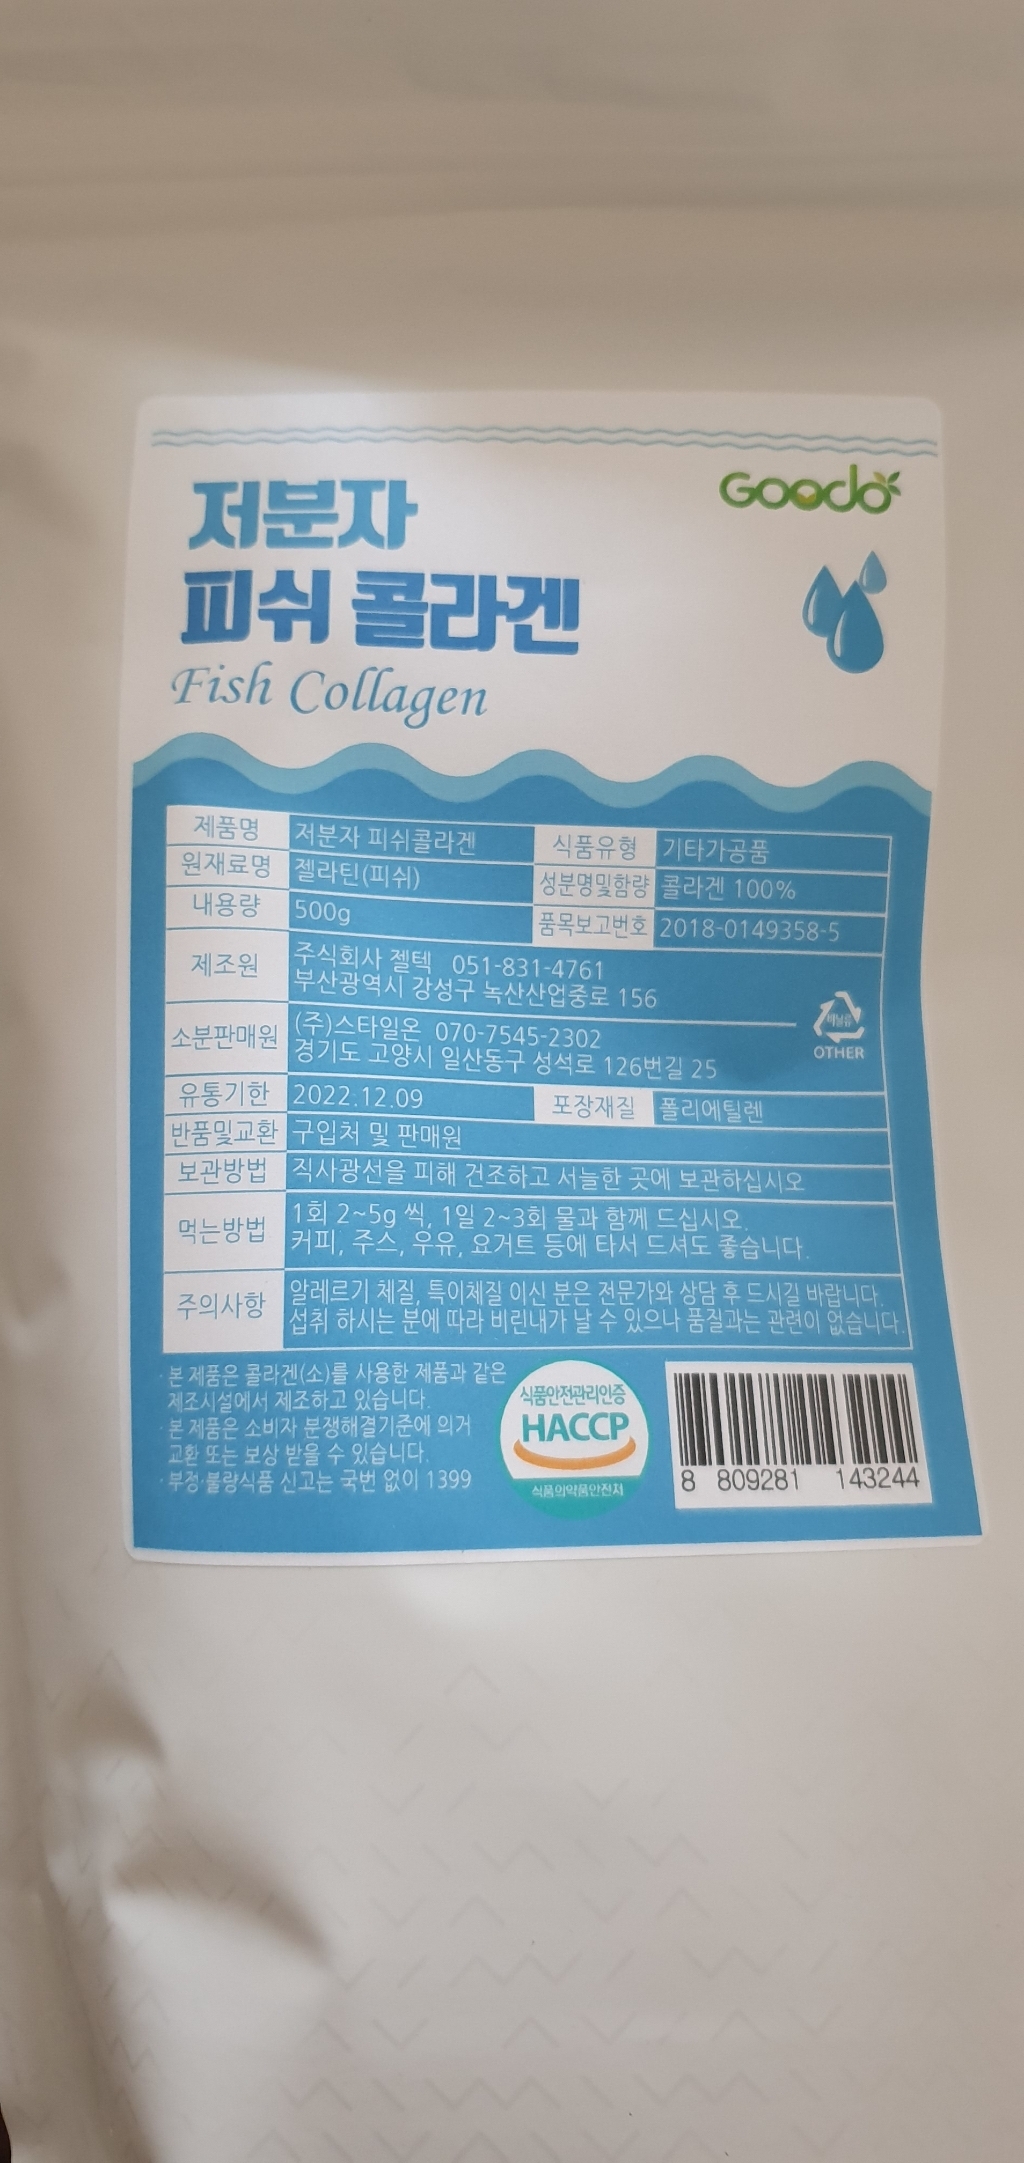 Goodo
저분자
피쉬 콜라겐
Fish Collagen
제품명 저분자 피쉬콜라겐 식품유형 기타가공품
원재료명 젤라틴(피쉬) 성분명및함량 콜라겐 100%
내용량 500g 품목보고번호 2018-0149358-5
제조원 주식회사 젤텍 051-831-4761
부산광역시 강성구 녹산산업중로 156
소분판매원 (주)스타일온 070-7545-2302
경기도 고양시 일산동구 성석로 126번길 25
비닐류
OTHER
유통기한 2022.12.09 포장재질 폴리에틸렌
반품및교환 구입처 및 판매원
보관방법 직사광선을 피해 건조하고 서늘한 곳에 보관하십시오
먹는방법 1회 2~5g 씩, 1일 2~3회 물과 함께 드십시오.
커피, 주스, 우유, 요거트 등에 타서 드셔도 좋습니다.
주의사항 알레르기 체질, 특이체질 이신 분은 전문가와 상담 후 드시길 바랍니다.
섭취 하시는 분에 따라 비린내가 날 수 있으나 품질과는 관련이 없습니다.
· 본 제품은 콜라겐(소)를 사용한 제품과 같은
제조시설에서 제조하고 있습니다.
· 본 제품은 소비자 분쟁해결기준에 의거
교환 또는 보상 받을 수 있습니다.
· 부정·불량식품 신고는 국번 없이 1399
식품안전관리인증
HACCP
식품의약품안전처
8 809281 143244